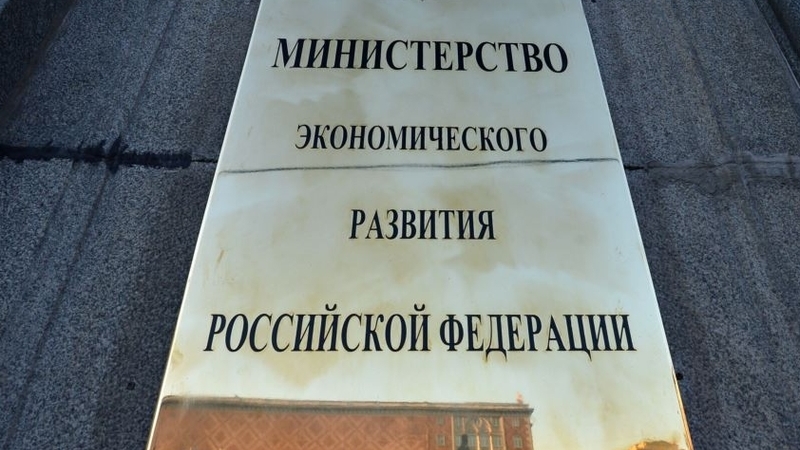 МИНИСТЕРСТВО
ЭКОНОМИЧЕСКОГО
РАЗВИТИЯ
РОССИЙСКОЙ ФЕДЕРАЦИИ